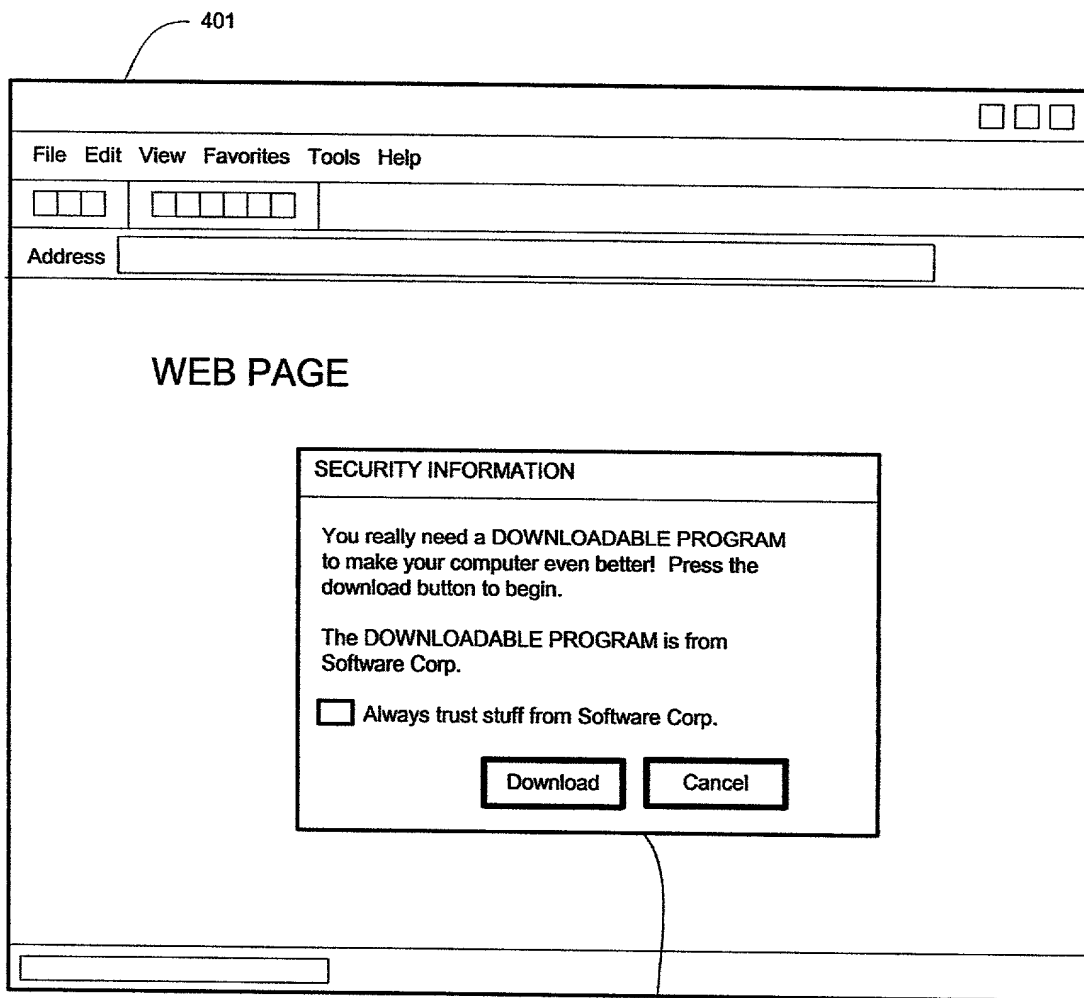 401
File Edit View Favorites Tools Help
Address
WEB PAGE
SECURITY INFORMATION
You really need a DOWNLOADABLE PROGRAM
to make your computer even better! Press the
download button to begin.
The DOWNLOADABLE PROGRAM is from
Software Corp.
Always trust stuff from Software Corp.
Download Cancel